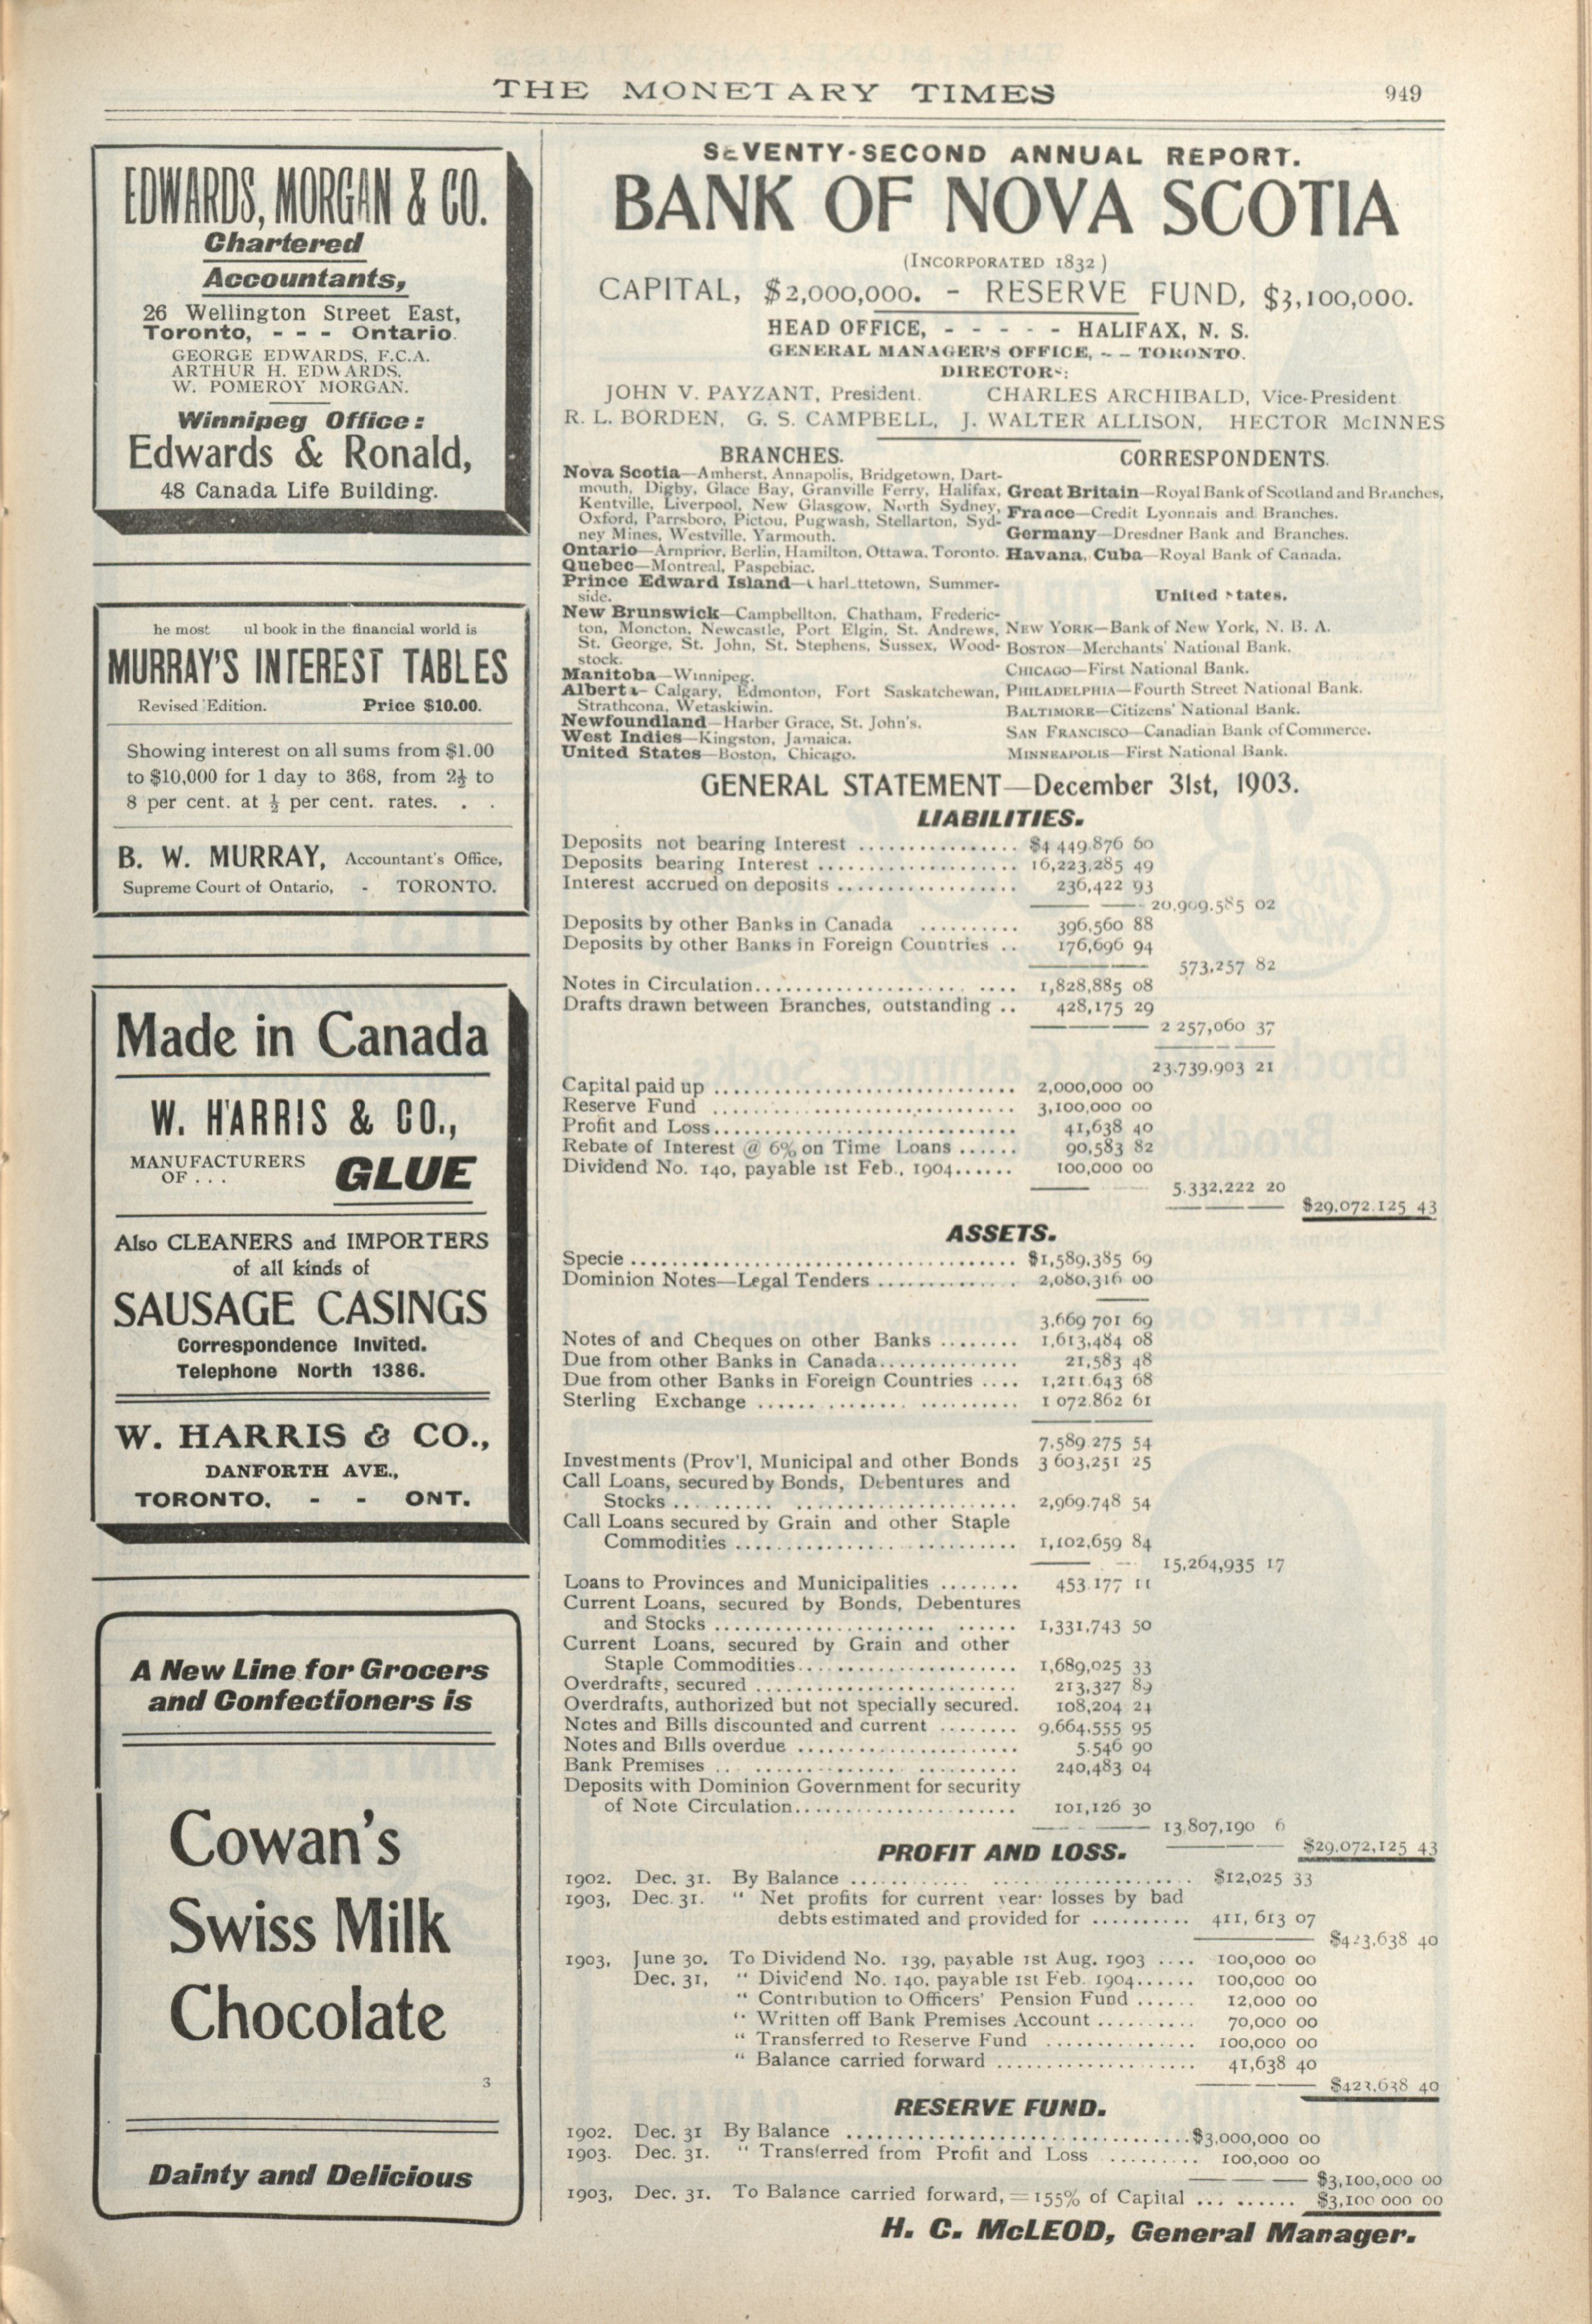 THE MONETARY TIMES 949
EDWARDS, MORGAN & CO.
Chartered
Accountants,
26 Wellington Street East,
Toronto, - - - Ontario.
GEORGE EDWARDS, F.C.A.
ARTHUR H. EDWARDS.
W. POMEROY MORGAN.
Winnipeg Office:
Edwards & Ronald,
48 Canada Life Building.
he most ul book in the financial world is
MURRAY'S INTEREST TABLES
Revised Edition. Price $10.00.
Showing interest on all sums from $1.00
to $10,000 for 1 day to 368, from 2½ to
8 per cent. at ½ per cent. rates. . .
B. W. MURRAY, Accountant's Office,
Supreme Court of Ontario, - TORONTO.
Made in Canada
W. HARRIS & CO.,
MANUFACTURERS
OF . . . GLUE
Also CLEANERS and IMPORTERS
of all kinds of
SAUSAGE CASINGS
Correspondence Invited.
Telephone North 1386.
W. HARRIS & CO.,
DANFORTH AVE.,
TORONTO, - - ONT.
A New Line for Grocers
and Confectioners is
Cowan's
Swiss Milk
Chocolate
3
Dainty and Delicious
SEVENTY-SECOND ANNUAL REPORT.
BANK OF NOVA SCOTIA
(INCORPORATED 1832)
CAPITAL, $2,000,000. - RESERVE FUND, $3,100,000.
HEAD OFFICE, - - - - - HALIFAX, N. S.
GENERAL MANAGER'S OFFICE, - - TORONTO.
DIRECTORS:
JOHN V. PAYZANT, President. CHARLES ARCHIBALD, Vice-President
R. L. BORDEN, G. S. CAMPBELL, J. WALTER ALLISON, HECTOR McINNES
BRANCHES.
Nova Scotia—Amherst, Annapolis, Bridgetown, Dart-
mouth, Digby, Glace Bay, Granville Ferry, Halifax,
Kentville, Liverpool, New Glasgow, North Sydney,
Oxford, Parrsboro, Pictou, Pugwash, Stellarton, Syd-
ney Mines, Westville, Yarmouth.
Ontario—Arnprior, Berlin, Hamilton, Ottawa, Toronto.
Quebec—Montreal, Paspebiac.
Prince Edward Island—Charlottetown, Summer-
side.
New Brunswick—Campbellton, Chatham, Frederic-
ton, Moncton, Newcastle, Port Elgin, St. Andrews,
St. George, St. John, St. Stephens, Sussex, Wood-
stock.
Manitoba—Winnipeg.
Alberta—Calgary, Edmonton, Fort Saskatchewan,
Strathcona, Wetaskiwin.
Newfoundland—Harber Grace, St. John's.
West Indies—Kingston, Jamaica.
United States—Boston, Chicago.
CORRESPONDENTS.
Great Britain—Royal Bank of Scotland and Branches,
France—Credit Lyonnais and Branches.
Germany—Dresdner Bank and Branches.
Havana, Cuba—Royal Bank of Canada.
United States.
NEW YORK—Bank of New York, N. B. A.
BOSTON—Merchants' National Bank.
CHICAGO—First National Bank.
PHILADELPHIA—Fourth Street National Bank.
BALTIMORE—Citizens' National Bank.
SAN FRANCISCO—Canadian Bank of Commerce.
MINNEAPOLIS—First National Bank.
GENERAL STATEMENT—December 31st, 1903.
LIABILITIES.
Deposits not bearing Interest ................ $4 449.876 60
Deposits bearing Interest .................... 16,223,285 49
Interest accrued on deposits .................. 236,422 93
20,909.585 02
Deposits by other Banks in Canada .......... 396,560 88
Deposits by other Banks in Foreign Countries .. 176,696 94
573,257 82
Notes in Circulation.................... .... 1,828,885 08
Drafts drawn between Branches, outstanding .. 428,175 29
2 257,060 37
23,739,903 21
Capital paid up .............................. 2,000,000 00
Reserve Fund .............................. 3,100,000 00
Profit and Loss.............................. 41,638 40
Rebate of Interest @ 6% on Time Loans ...... 90,583 82
Dividend No. 140, payable 1st Feb., 1904...... 100,000 00
5.332,222 20
$29,072.125 43
ASSETS.
Specie ...................................... $1,589,385 69
Dominion Notes—Legal Tenders .............. 2,080,316 00
3,669 701 69
Notes of and Cheques on other Banks ........ 1,613,484 08
Due from other Banks in Canada.............. 21,583 48
Due from other Banks in Foreign Countries .... 1,211.643 68
Sterling Exchange ...... ........ .......... 1 072.862 61
7,589 275 54
Investments (Prov'l, Municipal and other Bonds 3 603,251 25
Call Loans, secured by Bonds, Debentures and
Stocks .......... ...................... 2,969.748 54
Call Loans secured by Grain and other Staple
Commodities ............... .......... 1,102,659 84
15,264,935 17
Loans to Provinces and Municipalities ........ 453.177 11
Current Loans, secured by Bonds, Debentures
and Stocks ...................... ...... 1,331,743 50
Current Loans, secured by Grain and other
Staple Commodities...................... 1,689,025 33
Overdrafts, secured .......................... 213,327 89
Overdrafts, authorized but not specially secured. 108,204 24
Notes and Bills discounted and current ........ 9,664,555 95
Notes and Bills overdue ...................... 5.546 90
Bank Premises .. .............. .......... 240,483 04
Deposits with Dominion Government for security
of Note Circulation...................... 101,126 30
13,807,190 6
$29,072,125 43
PROFIT AND LOSS.
1902. Dec. 31. By Balance ............ .................... $12,025 33
1903, Dec. 31. " Net profits for current year: losses by bad
debts estimated and provided for .......... 411, 613 07
$423,638 40
1903, June 30. To Dividend No. 139, payable 1st Aug. 1903 .... 100,000 00
Dec. 31, " Dividend No. 140, payable 1st Feb. 1904...... 100,000 00
" Contribution to Officers' Pension Fund ...... 12,000 00
" Written off Bank Premises Account .......... 70,000 00
" Transferred to Reserve Fund ............... 100,000 00
" Balance carried forward .................... 41,638 40
$423,638 40
RESERVE FUND.
1902. Dec. 31 By Balance ..................................$3,000,000 00
1903. Dec. 31. " Transferred from Profit and Loss ......... 100,000 00
$3,100,000 00
1903, Dec. 31. To Balance carried forward, =155% of Capital ... ...... $3,100 000 00
H. C. McLEOD, General Manager.